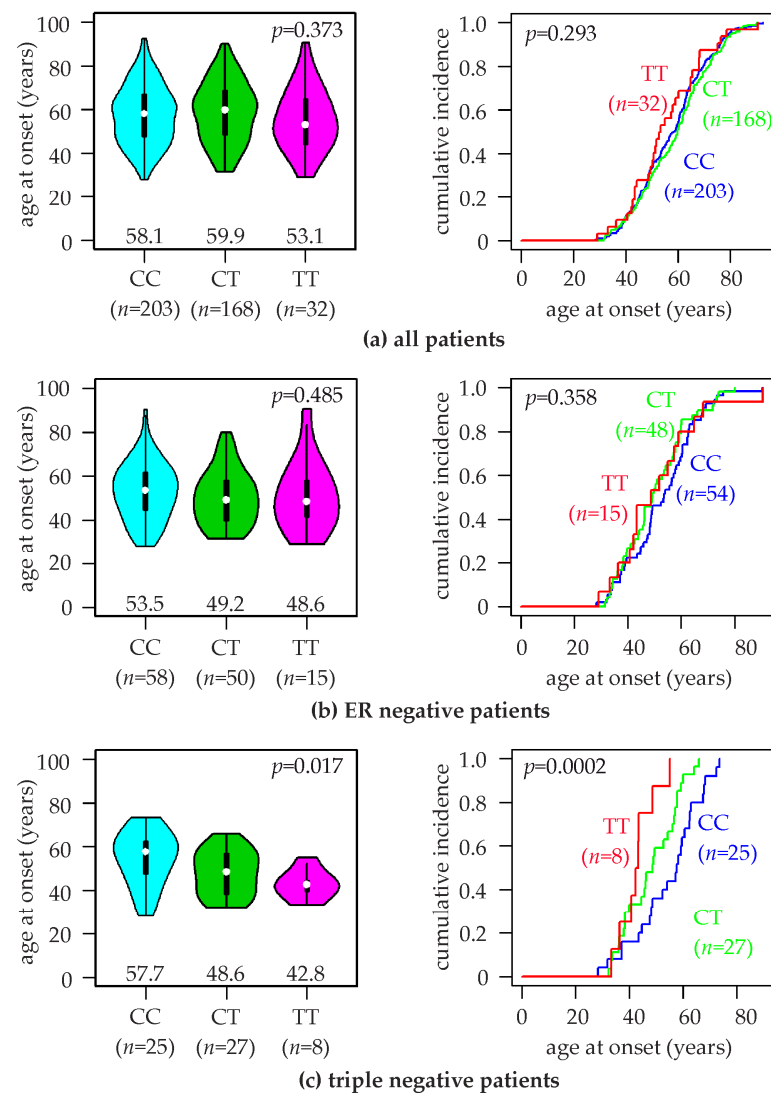 age at onset (years)
100
80
60
40
20
0
p=0.373
58.1 59.9 53.1
CC CT TT
(n=203) (n=168) (n=32)
cumulative incidence
1.0
0.8
0.6
0.4
0.2
0
p=0.293
TT
(n=32)
CT
(n=168)
CC
(n=203)
0 20 40 60 80
age at onset (years)
(a) all patients
age at onset (years)
100
80
60
40
20
0
p=0.485
53.5 49.2 48.6
CC CT TT
(n=58) (n=50) (n=15)
cumulative incidence
1.0
0.8
0.6
0.4
0.2
0
p=0.358
CT
(n=48)
CC
(n=54)
TT
(n=15)
0 20 40 60 80
age at onset (years)
(b) ER negative patients
age at onset (years)
100
80
60
40
20
0
p=0.017
57.7 48.6 42.8
CC CT TT
(n=25) (n=27) (n=8)
cumulative incidence
1.0
0.8
0.6
0.4
0.2
0
p=0.0002
TT
(n=8)
CC
(n=25)
CT
(n=27)
0 20 40 60 80
age at onset (years)
(c) triple negative patients